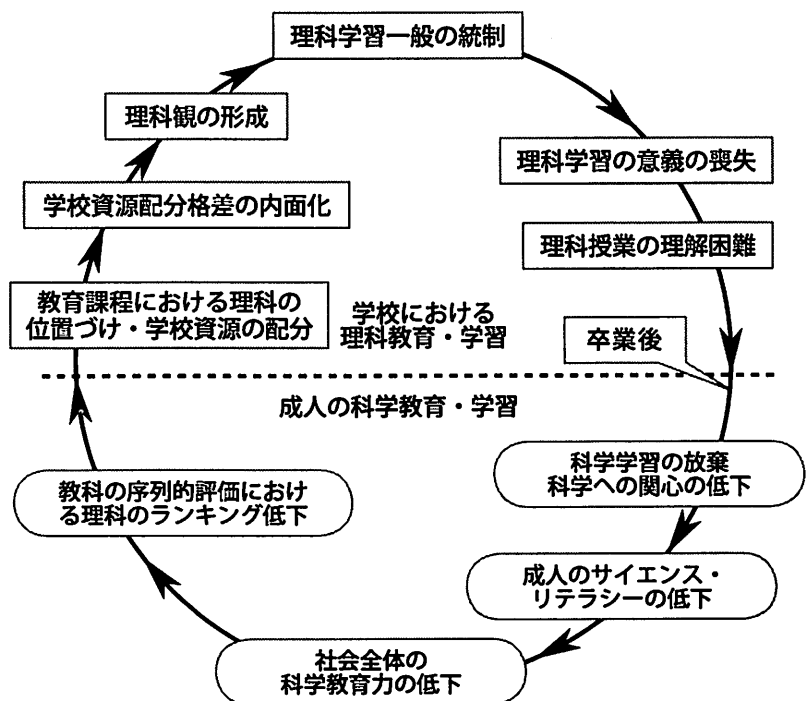 理科学習一般の統制
理科観の形成
理科学習の意義の喪失
学校資源配分格差の内面化
理科授業の理解困難
教育課程における理科の
位置づけ・学校資源の配分
学校における
理科教育・学習
卒業後
成人の科学教育・学習
科学学習の放棄
科学への関心の低下
教科の序列的評価におけ
る理科のランキング低下
成人のサイエンス・
リテラシーの低下
社会全体の
科学教育力の低下